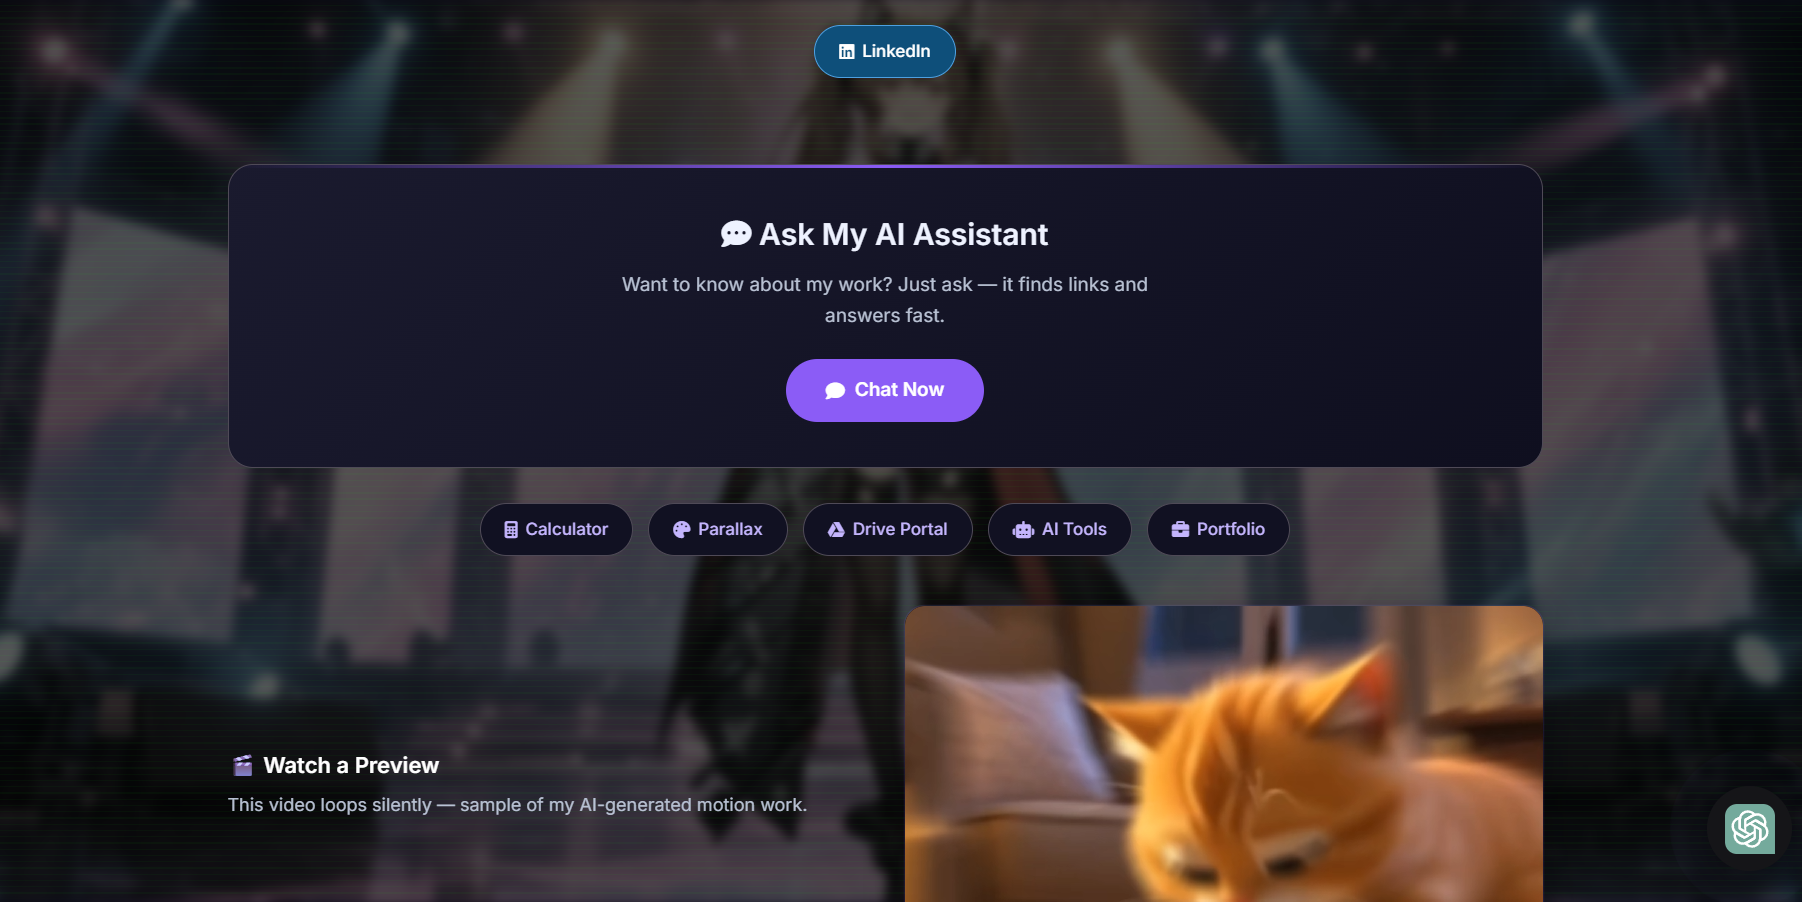 LinkedIn
Ask My AI Assistant
Want to know about my work? Just ask — it finds links and
answers fast.
Chat Now
Calculator
Parallax
Drive Portal
AI Tools
Portfolio
Watch a Preview
This video loops silently — sample of my AI-generated motion work.